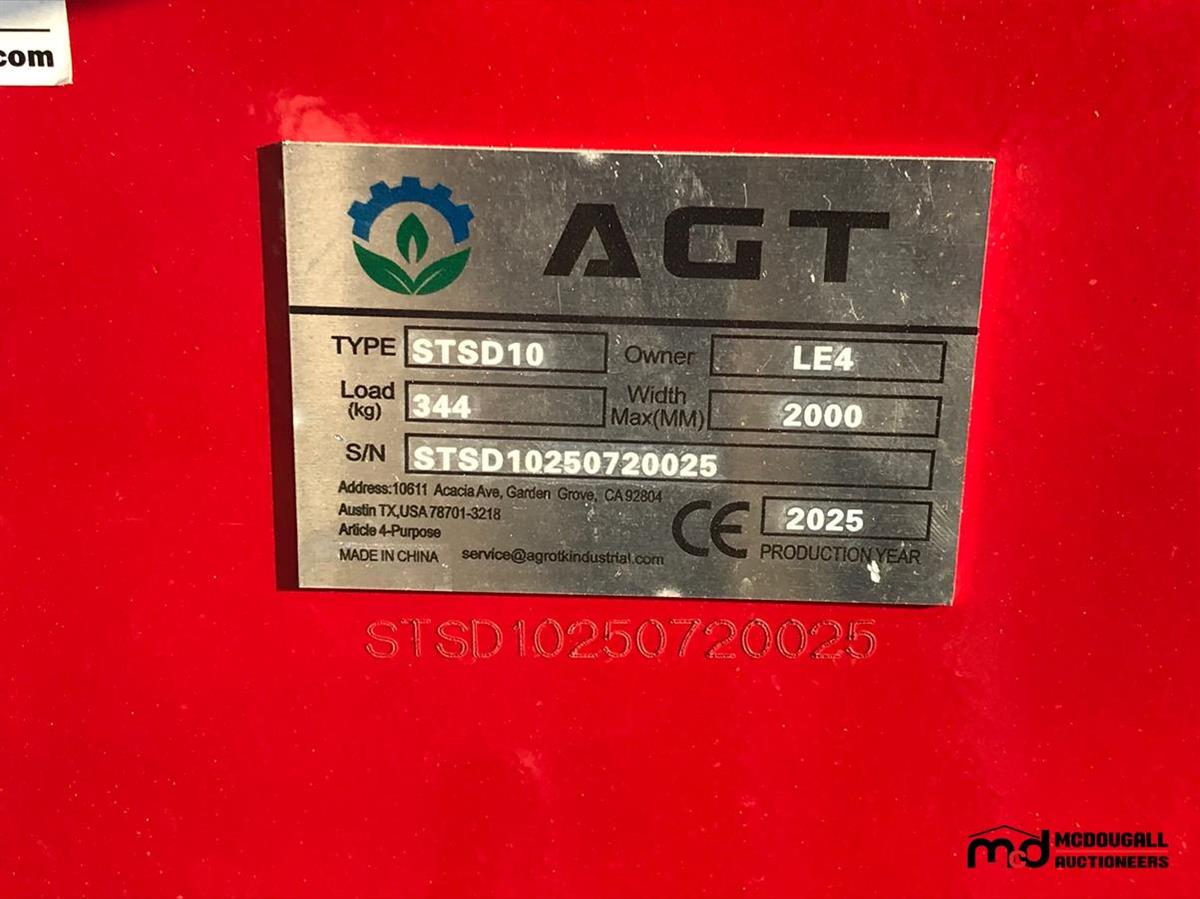 com
AGT
TYPE STSD10 Owner LE4
Load (kg) 344 Width Max(MM) 2000
S/N STSD10250720025
Address:10611 Acacia Ave, Garden Grove, CA 92804
Austin TX,USA 78701-3218
Article 4-Purpose
MADE IN CHINA service@agrotkindustrial.com
CE 2025
PRODUCTION YEAR
STSD10250720025
mcd MCDOUGALL
AUCTIONEERS